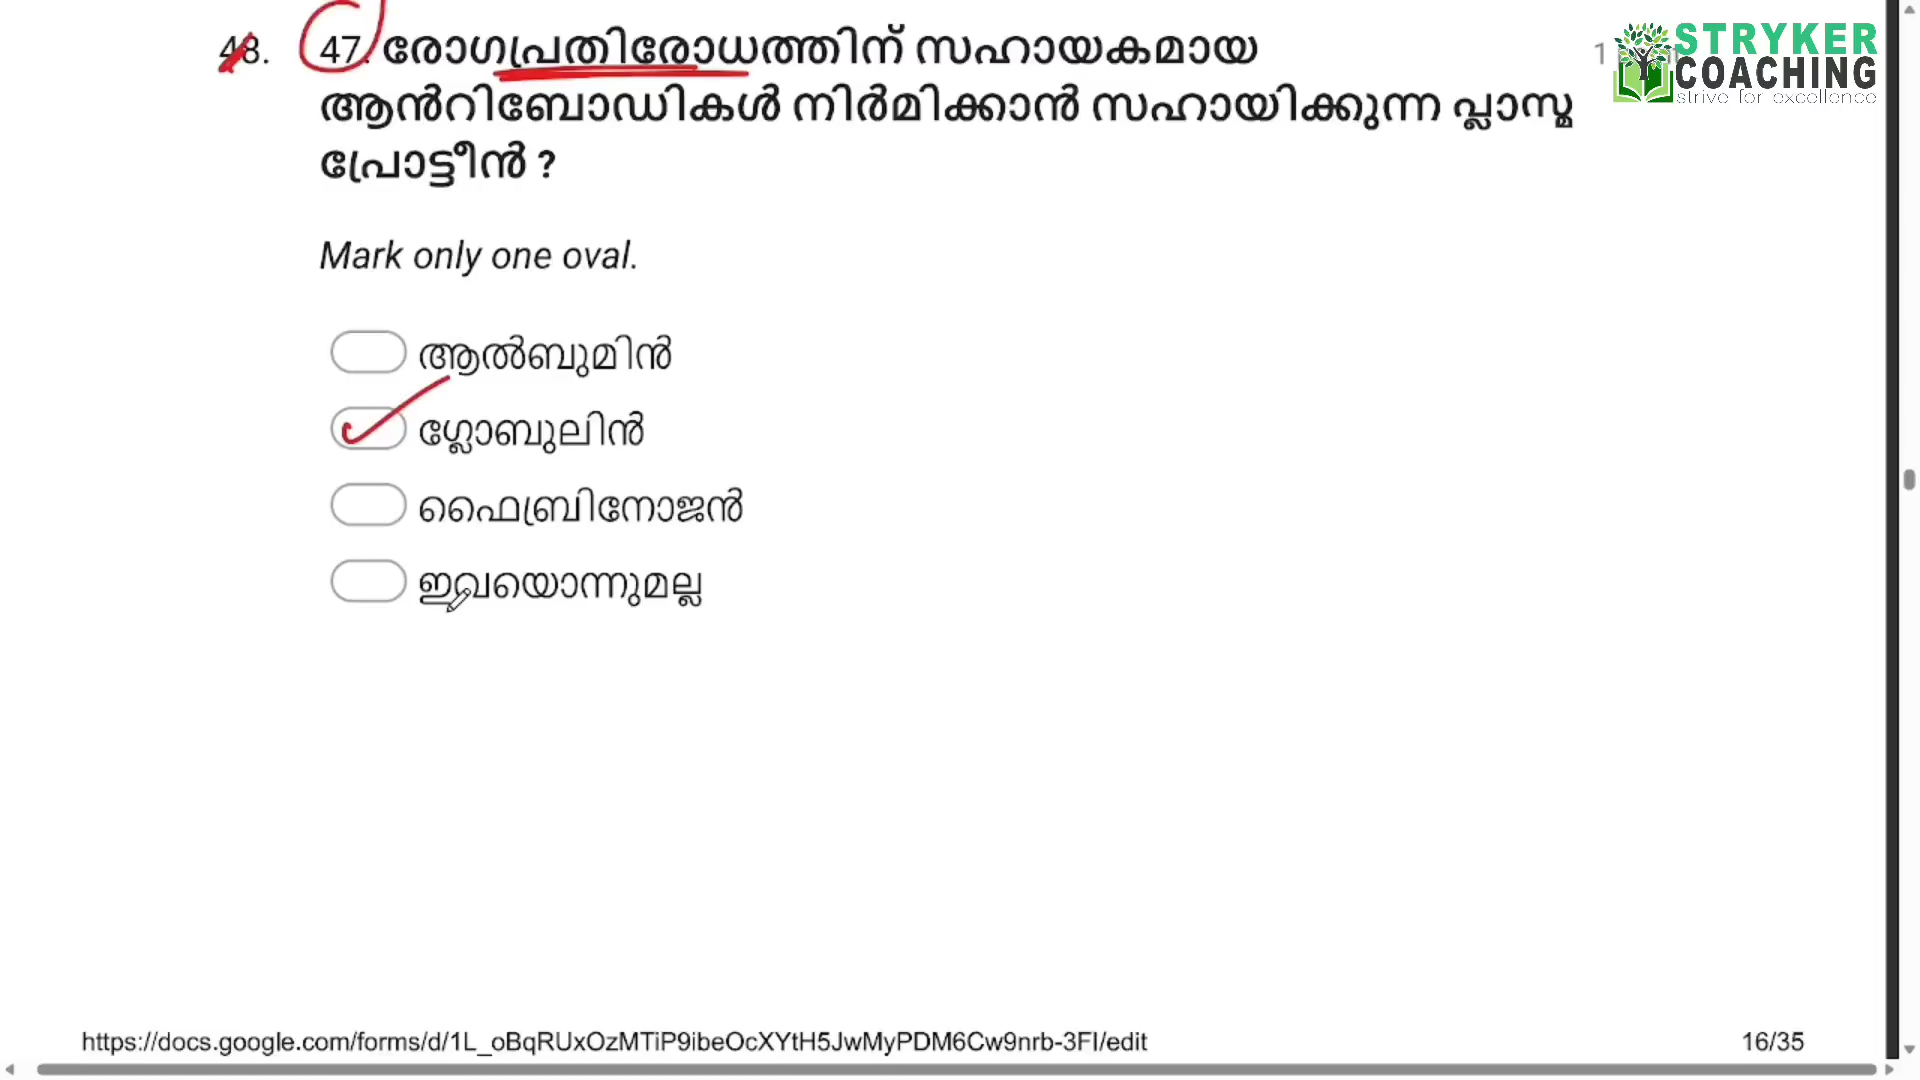 48. 47. രോഗപ്രതിരോധത്തിന് സഹായകമായ
ആൻറിബോഡികൾ നിർമിക്കാൻ സഹായിക്കുന്ന പ്ലാസ്മ
പ്രോട്ടീൻ ?
Mark only one oval.
ആൽബുമിൻ
ഗ്ലോബുലിൻ
ഫൈബ്രിനോജൻ
ഇവയൊന്നുമല്ല
STRYKER
COACHING
strive for excellence
https://docs.google.com/forms/d/1L_oBqRUxOzMTiP9ibeOcXYtH5JwMyPDM6Cw9nrb-3FI/edit
16/35